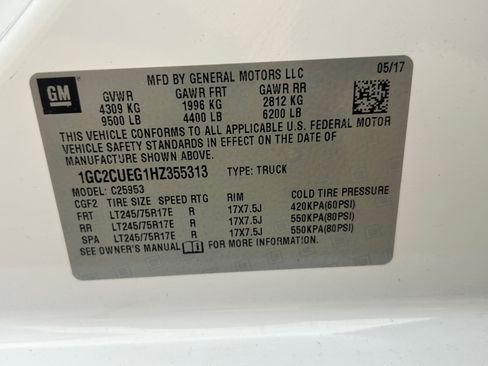 GM
MFD BY GENERAL MOTORS LLC
05/17
GVWR GAWR FRT GAWR RR
4309 KG 1996 KG 2812 KG
9500 LB 4400 LB 6200 LB
THIS VEHICLE CONFORMS TO ALL APPLICABLE U.S. FEDERAL MOTOR
VEHICLE SAFETY STANDARDS IN EFFECT ON THE DATE OF
MANUFACTURE SHOWN ABOVE.
1GC2CUEG1HZ355313 TYPE: TRUCK
MODEL: C25953
CGF2 TIRE SIZE SPEED RTG RIM COLD TIRE PRESSURE
FRT LT245/75R17E R 17X7.5J 420KPA(60PSI)
RR LT245/75R17E R 17X7.5J 550KPA(80PSI)
SPA LT245/75R17E R 17X7.5J 550KPA(80PSI)
SEE OWNER'S MANUAL FOR MORE INFORMATION.